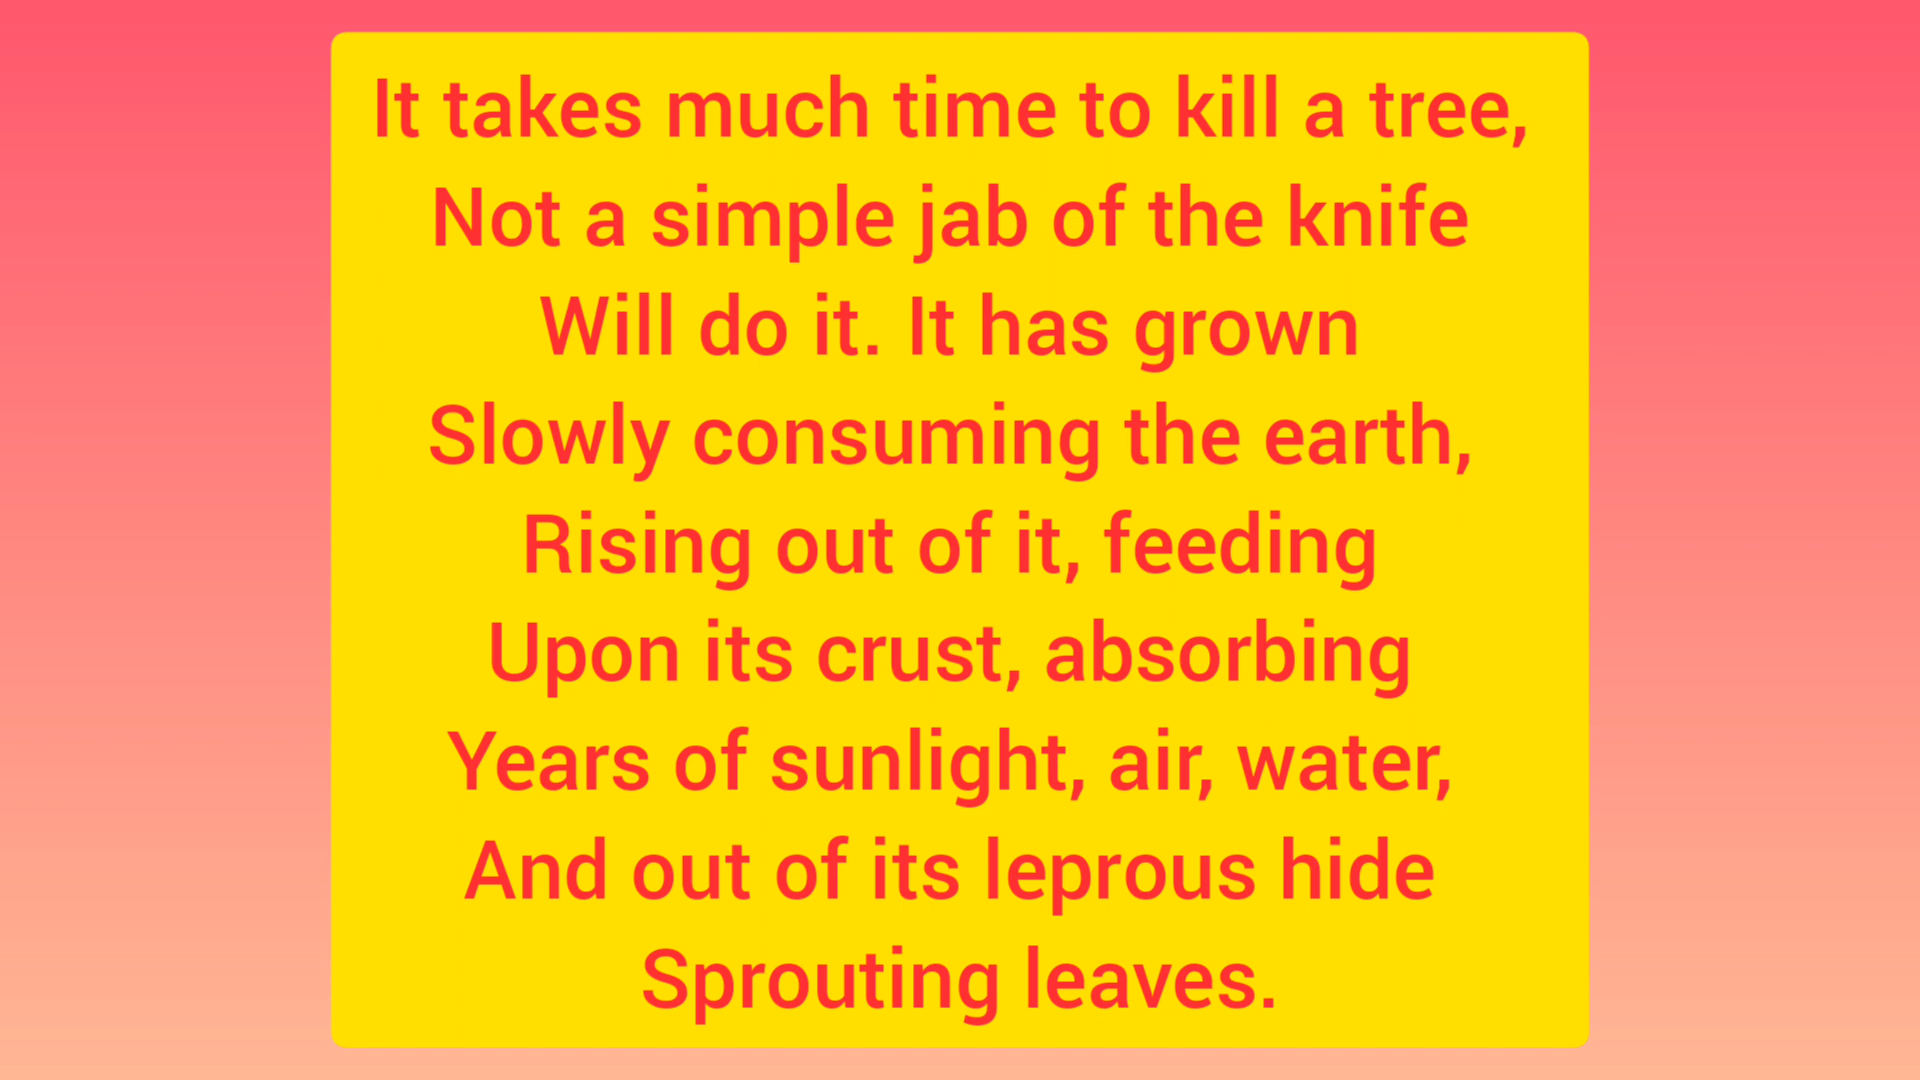 It takes much time to kill a tree,
Not a simple jab of the knife
Will do it. It has grown
Slowly consuming the earth,
Rising out of it, feeding
Upon its crust, absorbing
Years of sunlight, air, water,
And out of its leprous hide
Sprouting leaves.